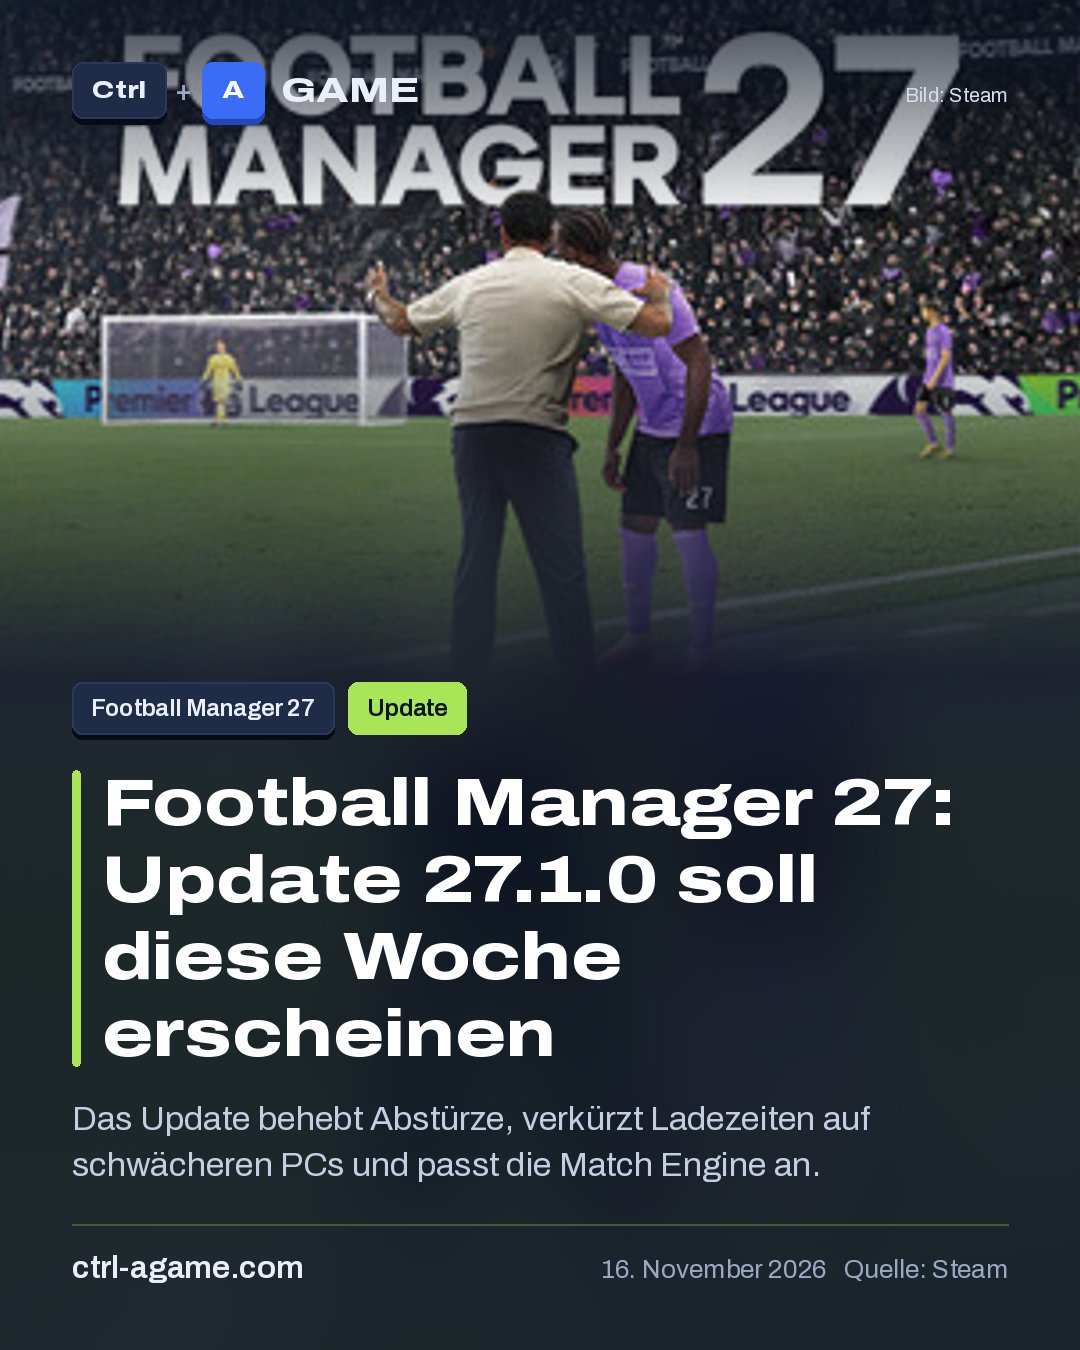 FOOTBALL
MANAGER 27
Ctrl + A GAME
Bild: Steam
FOOTBALL M
Premier League
League
27
Football Manager 27
Update
Football Manager 27:
Update 27.1.0 soll
diese Woche
erscheinen
Das Update behebt Abstürze, verkürzt Ladezeiten auf
schwächeren PCs und passt die Match Engine an.
ctrl-agame.com
16. November 2026 Quelle: Steam